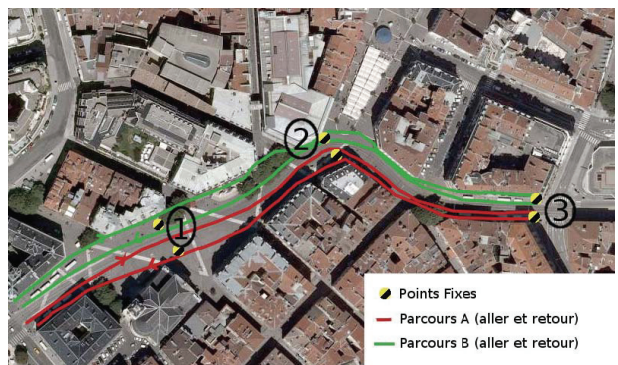 2
1
3
Points Fixes
Parcours A (aller et retour)
Parcours B (aller et retour)